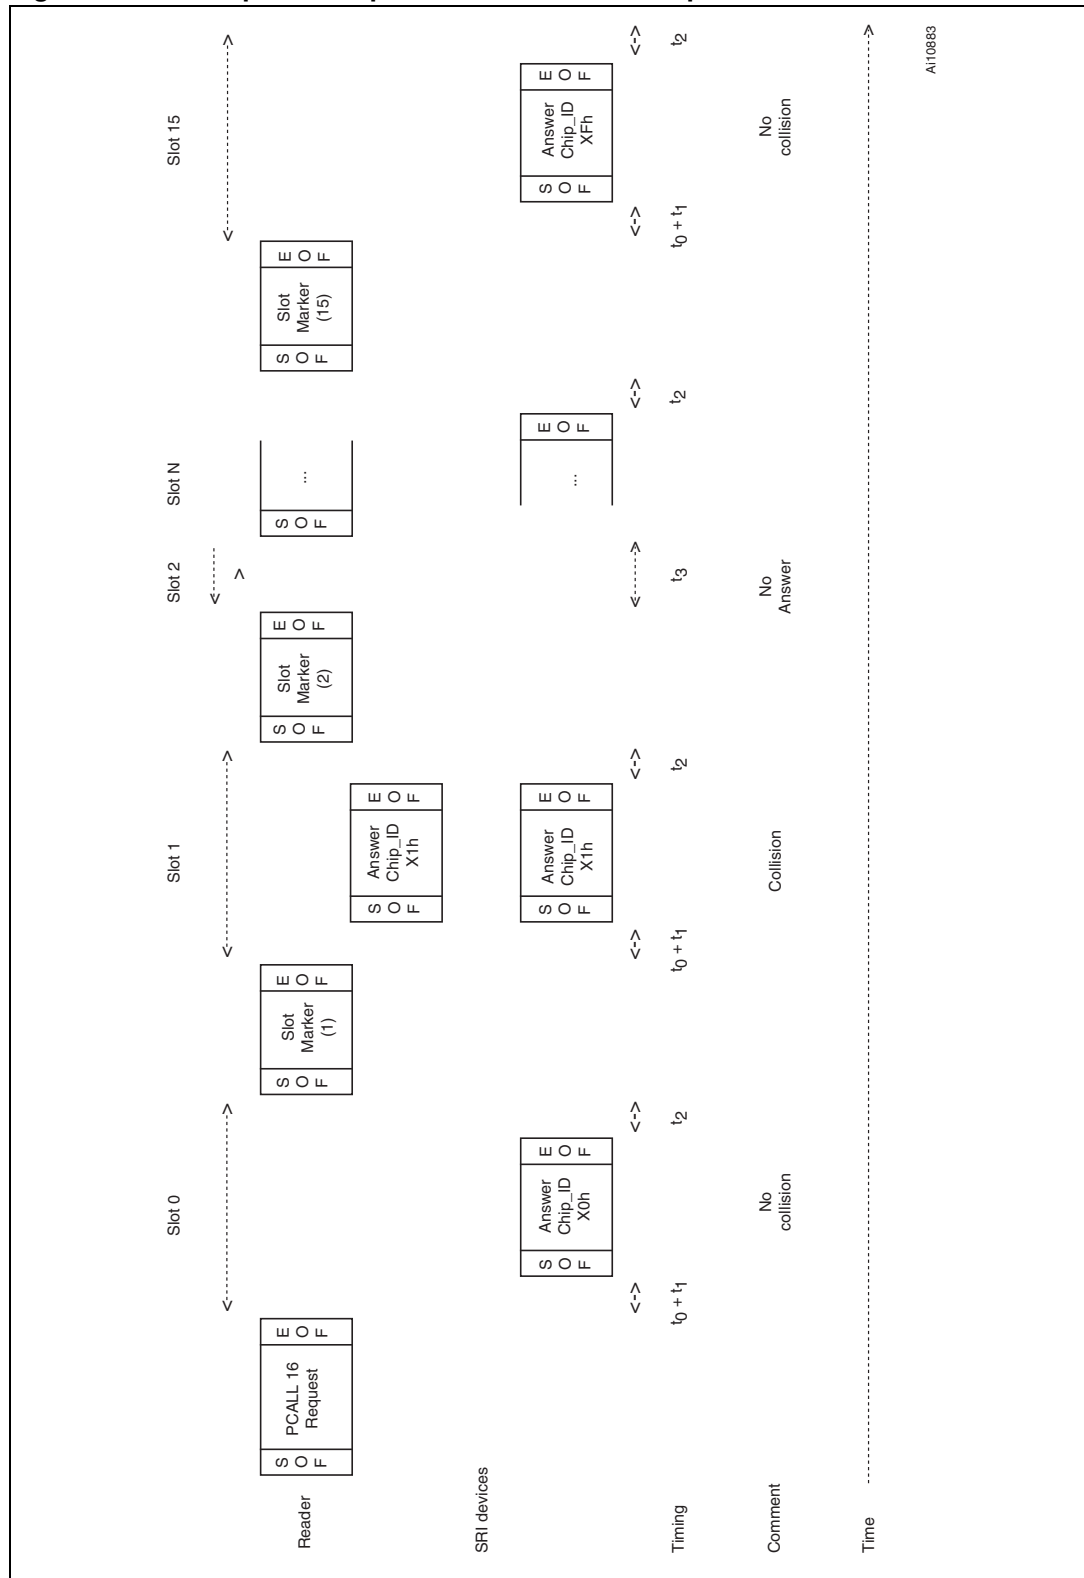 Slot 0 Slot 1 Slot 2 Slot N Slot 15
Reader
S O F
PCALL 16
Request
E O F
S O F
Slot
Marker
(1)
E O F
S O F
Slot
Marker
(2)
E O F
S O F
...
S O F
Slot
Marker
(15)
E O F
SRI devices
S O F
Answer
Chip_ID
X1h
E O F
S O F
Answer
Chip_ID
X0h
E O F
S O F
Answer
Chip_ID
X1h
E O F
...
E O F
S O F
Answer
Chip_ID
XFh
E O F
Timing t0 + t1 t2 t0 + t1 t2 t3 t2 t0 + t1 t2
Comment
No
collision
Collision
No
Answer
No
collision
Time
Ai10883